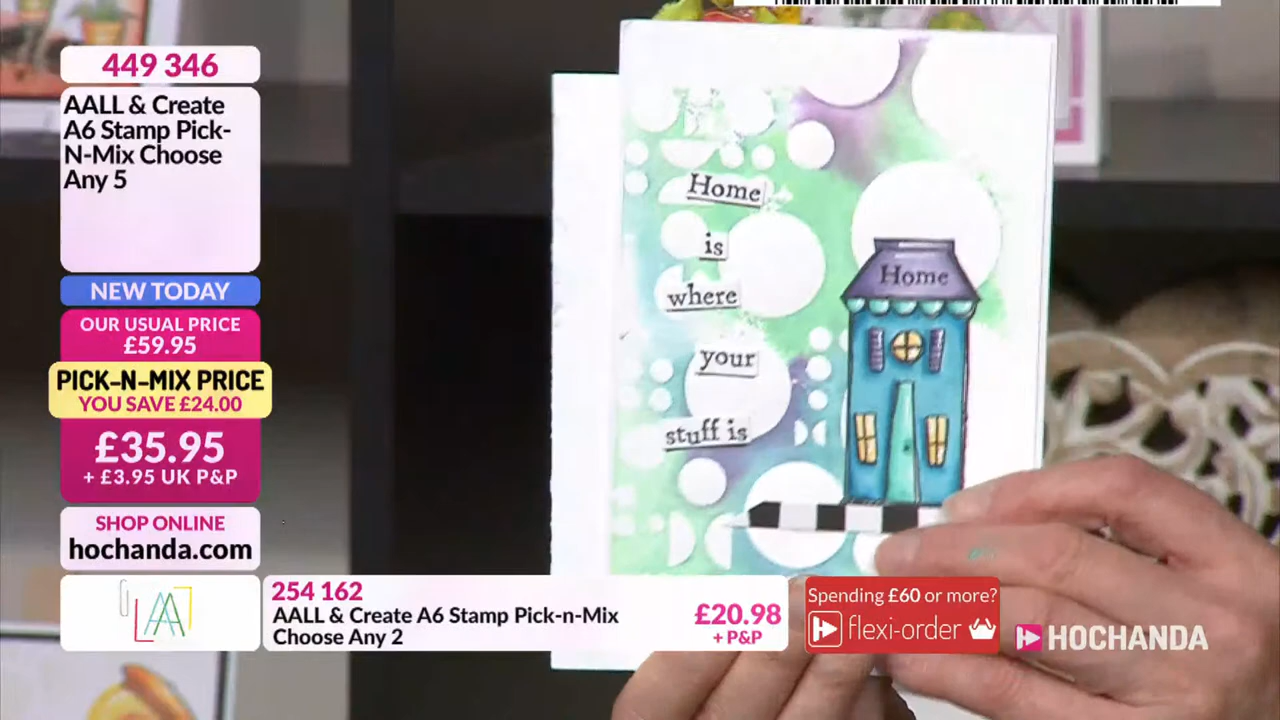 449 346
AALL & Create
A6 Stamp Pick-
N-Mix Choose
Any 5
NEW TODAY
OUR USUAL PRICE
£59.95
PICK-N-MIX PRICE
YOU SAVE £24.00
£35.95
+ £3.95 UK P&P
SHOP ONLINE
hochanda.com
Home
is
where
your
stuff is
Home
LAA
254 162
AALL & Create A6 Stamp Pick-n-Mix
Choose Any 2
£20.98
+ P&P
Spending £60 or more?
flexi-order
HOCHANDA